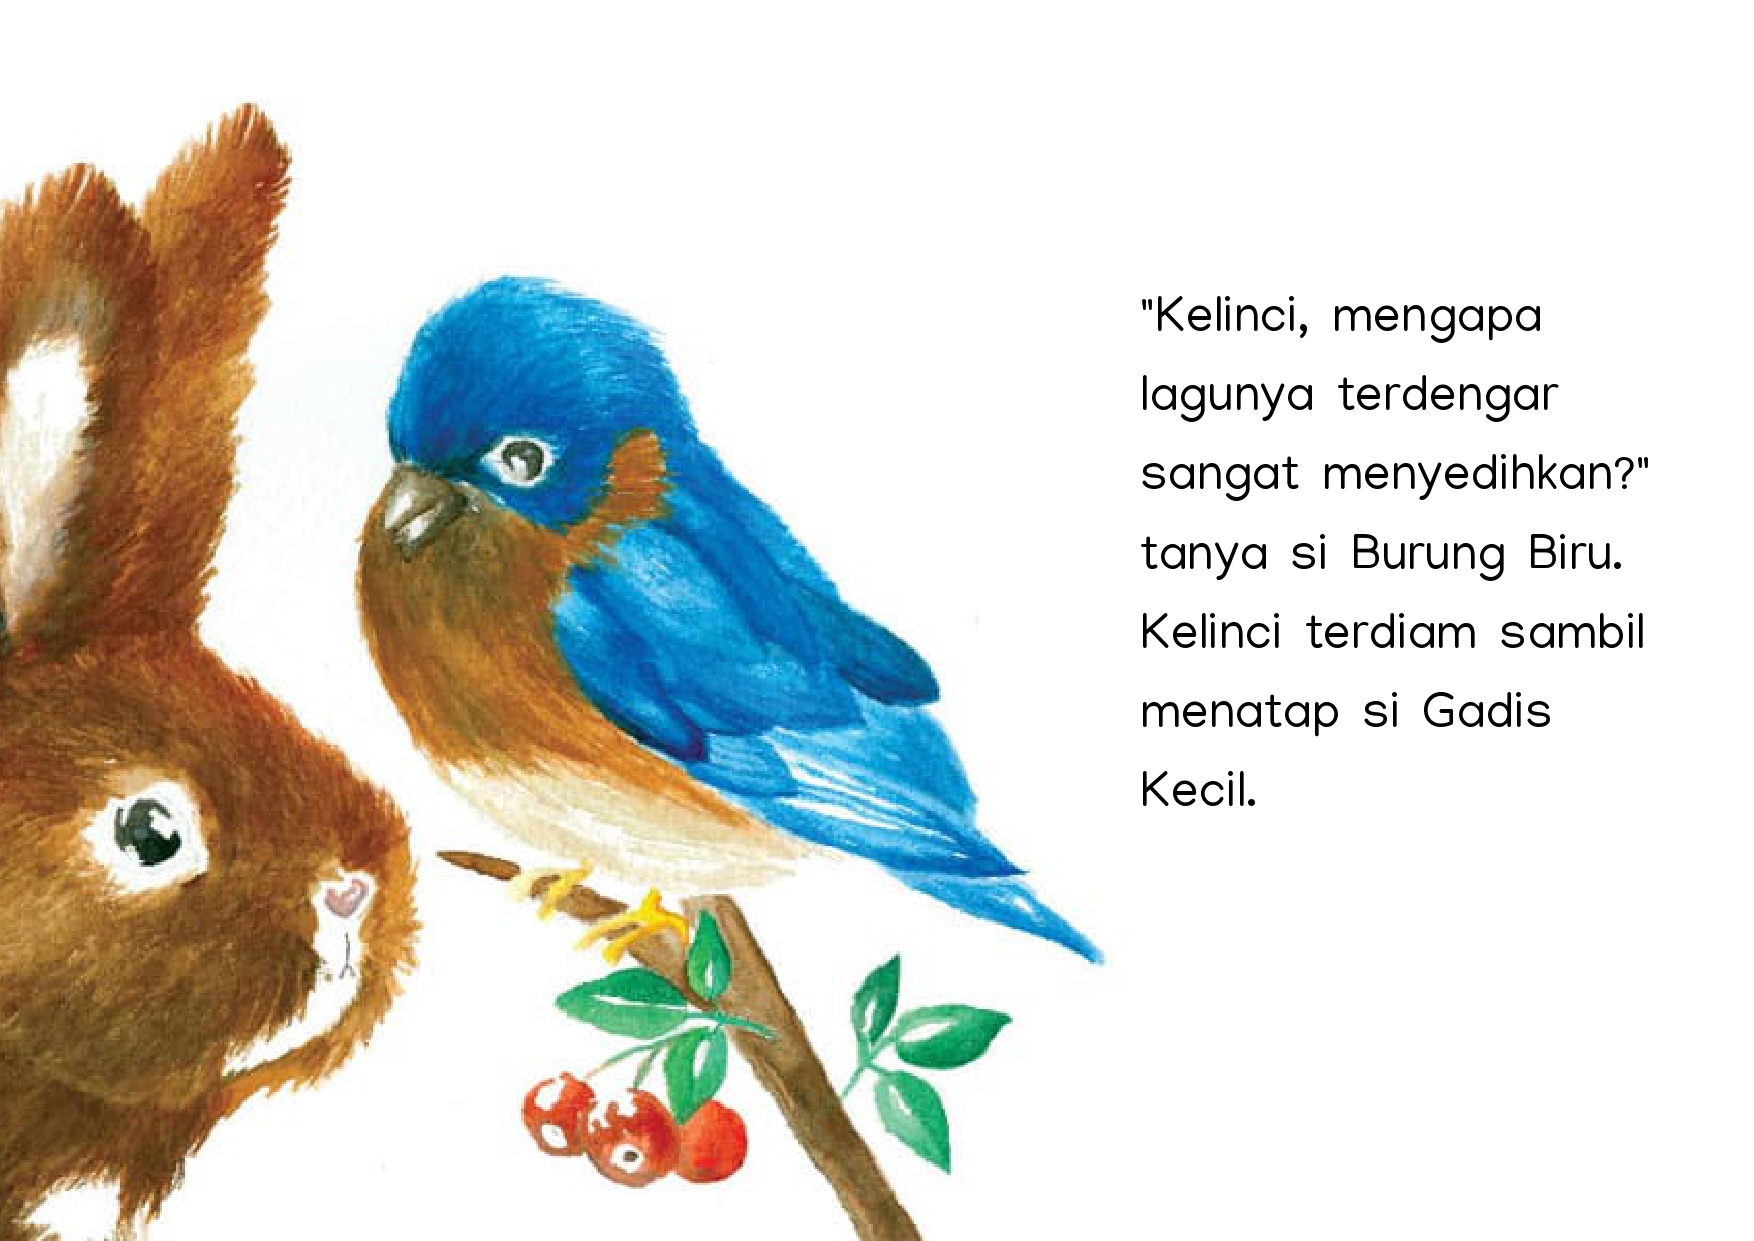 "Kelinci, mengapa
lagunya terdengar
sangat menyedihkan?"
tanya si Burung Biru.
Kelinci terdiam sambil
menatap si Gadis
Kecil.